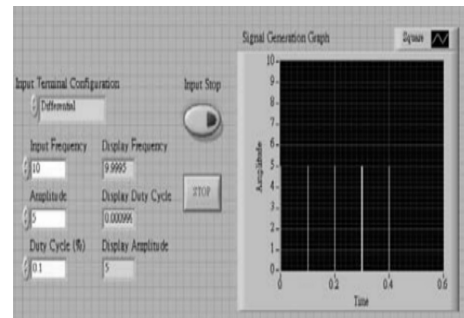 Signal Generation Graph
Square
Input Terminal Configuration
Differential
Input Stop
Input Frequency
Display Frequency
10
9.9995
Amplitude
Display Duty Cycle
5
0.000999
STOP
Duty Cycle (%)
Display Amplitude
0.1
5
Amplitude
10
9
8
7
6
5
4
3
2
1
0
0
0.2
0.4
0.6
Time